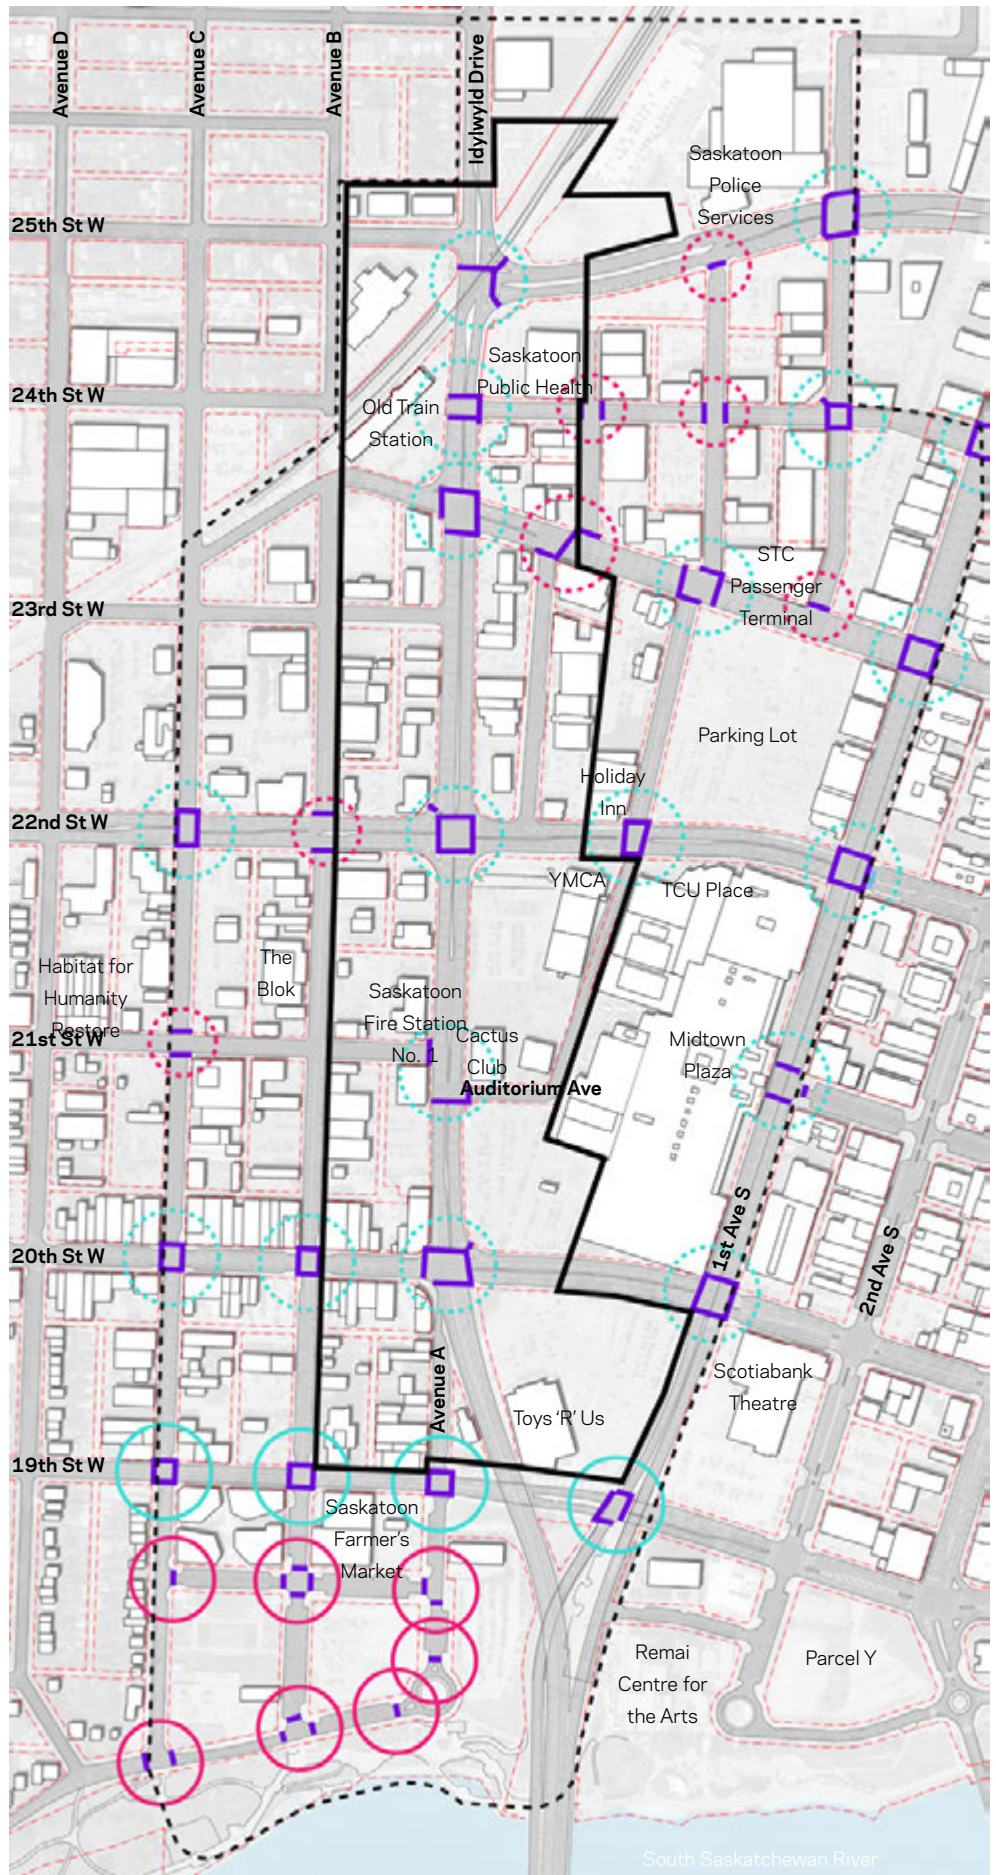 Avenue D
Avenue C
Avenue B
Idylwyld Drive
Saskatoon
Police
Services
25th St W
Saskatoon
Public Health
24th St W
Old Train
Station
STC
Passenger
Terminal
23rd St W
Parking Lot
Holiday
Inn
22nd St W
YMCA
TCU Place
The
Blok
Habitat for
Humanity
Restore
Saskatoon
Fire Station
No. 1
Cactus
Club
21st St W
Midtown
Plaza
Auditorium Ave
1st Ave S
2nd Ave S
20th St W
Avenue A
Scotiabank
Theatre
Toys ‘R’ Us
19th St W
Saskatoon
Farmer's
Market
Remai
Centre for
the Arts
Parcel Y
South Saskatchewan River